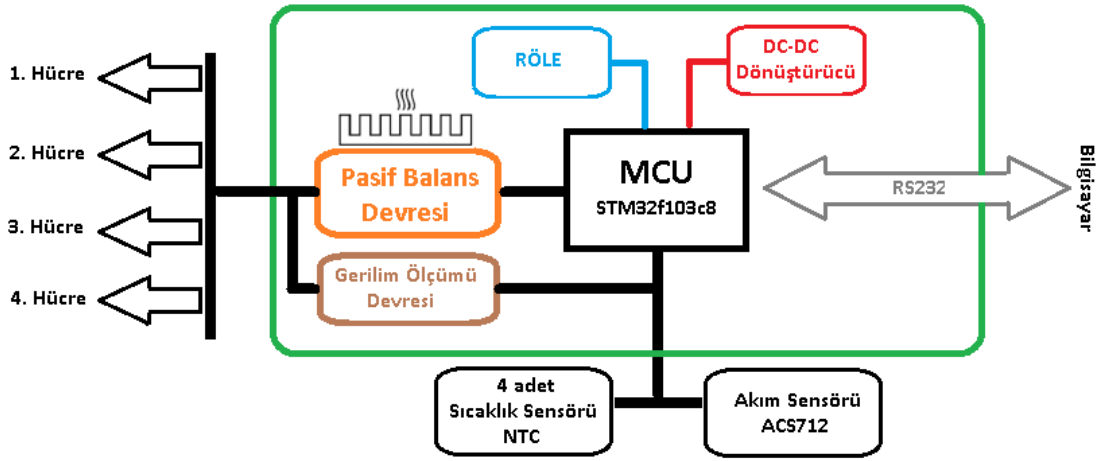 1. Hücre
2. Hücre
3. Hücre
4. Hücre
RÖLE
DC-DC
Dönüştürücü
Pasif Balans
Devresi
MCU
STM32f103c8
RS232
Bilgisayar
Gerilim Ölçümü
Devresi
4 adet
Sıcaklık Sensörü
NTC
Akım Sensörü
ACS712